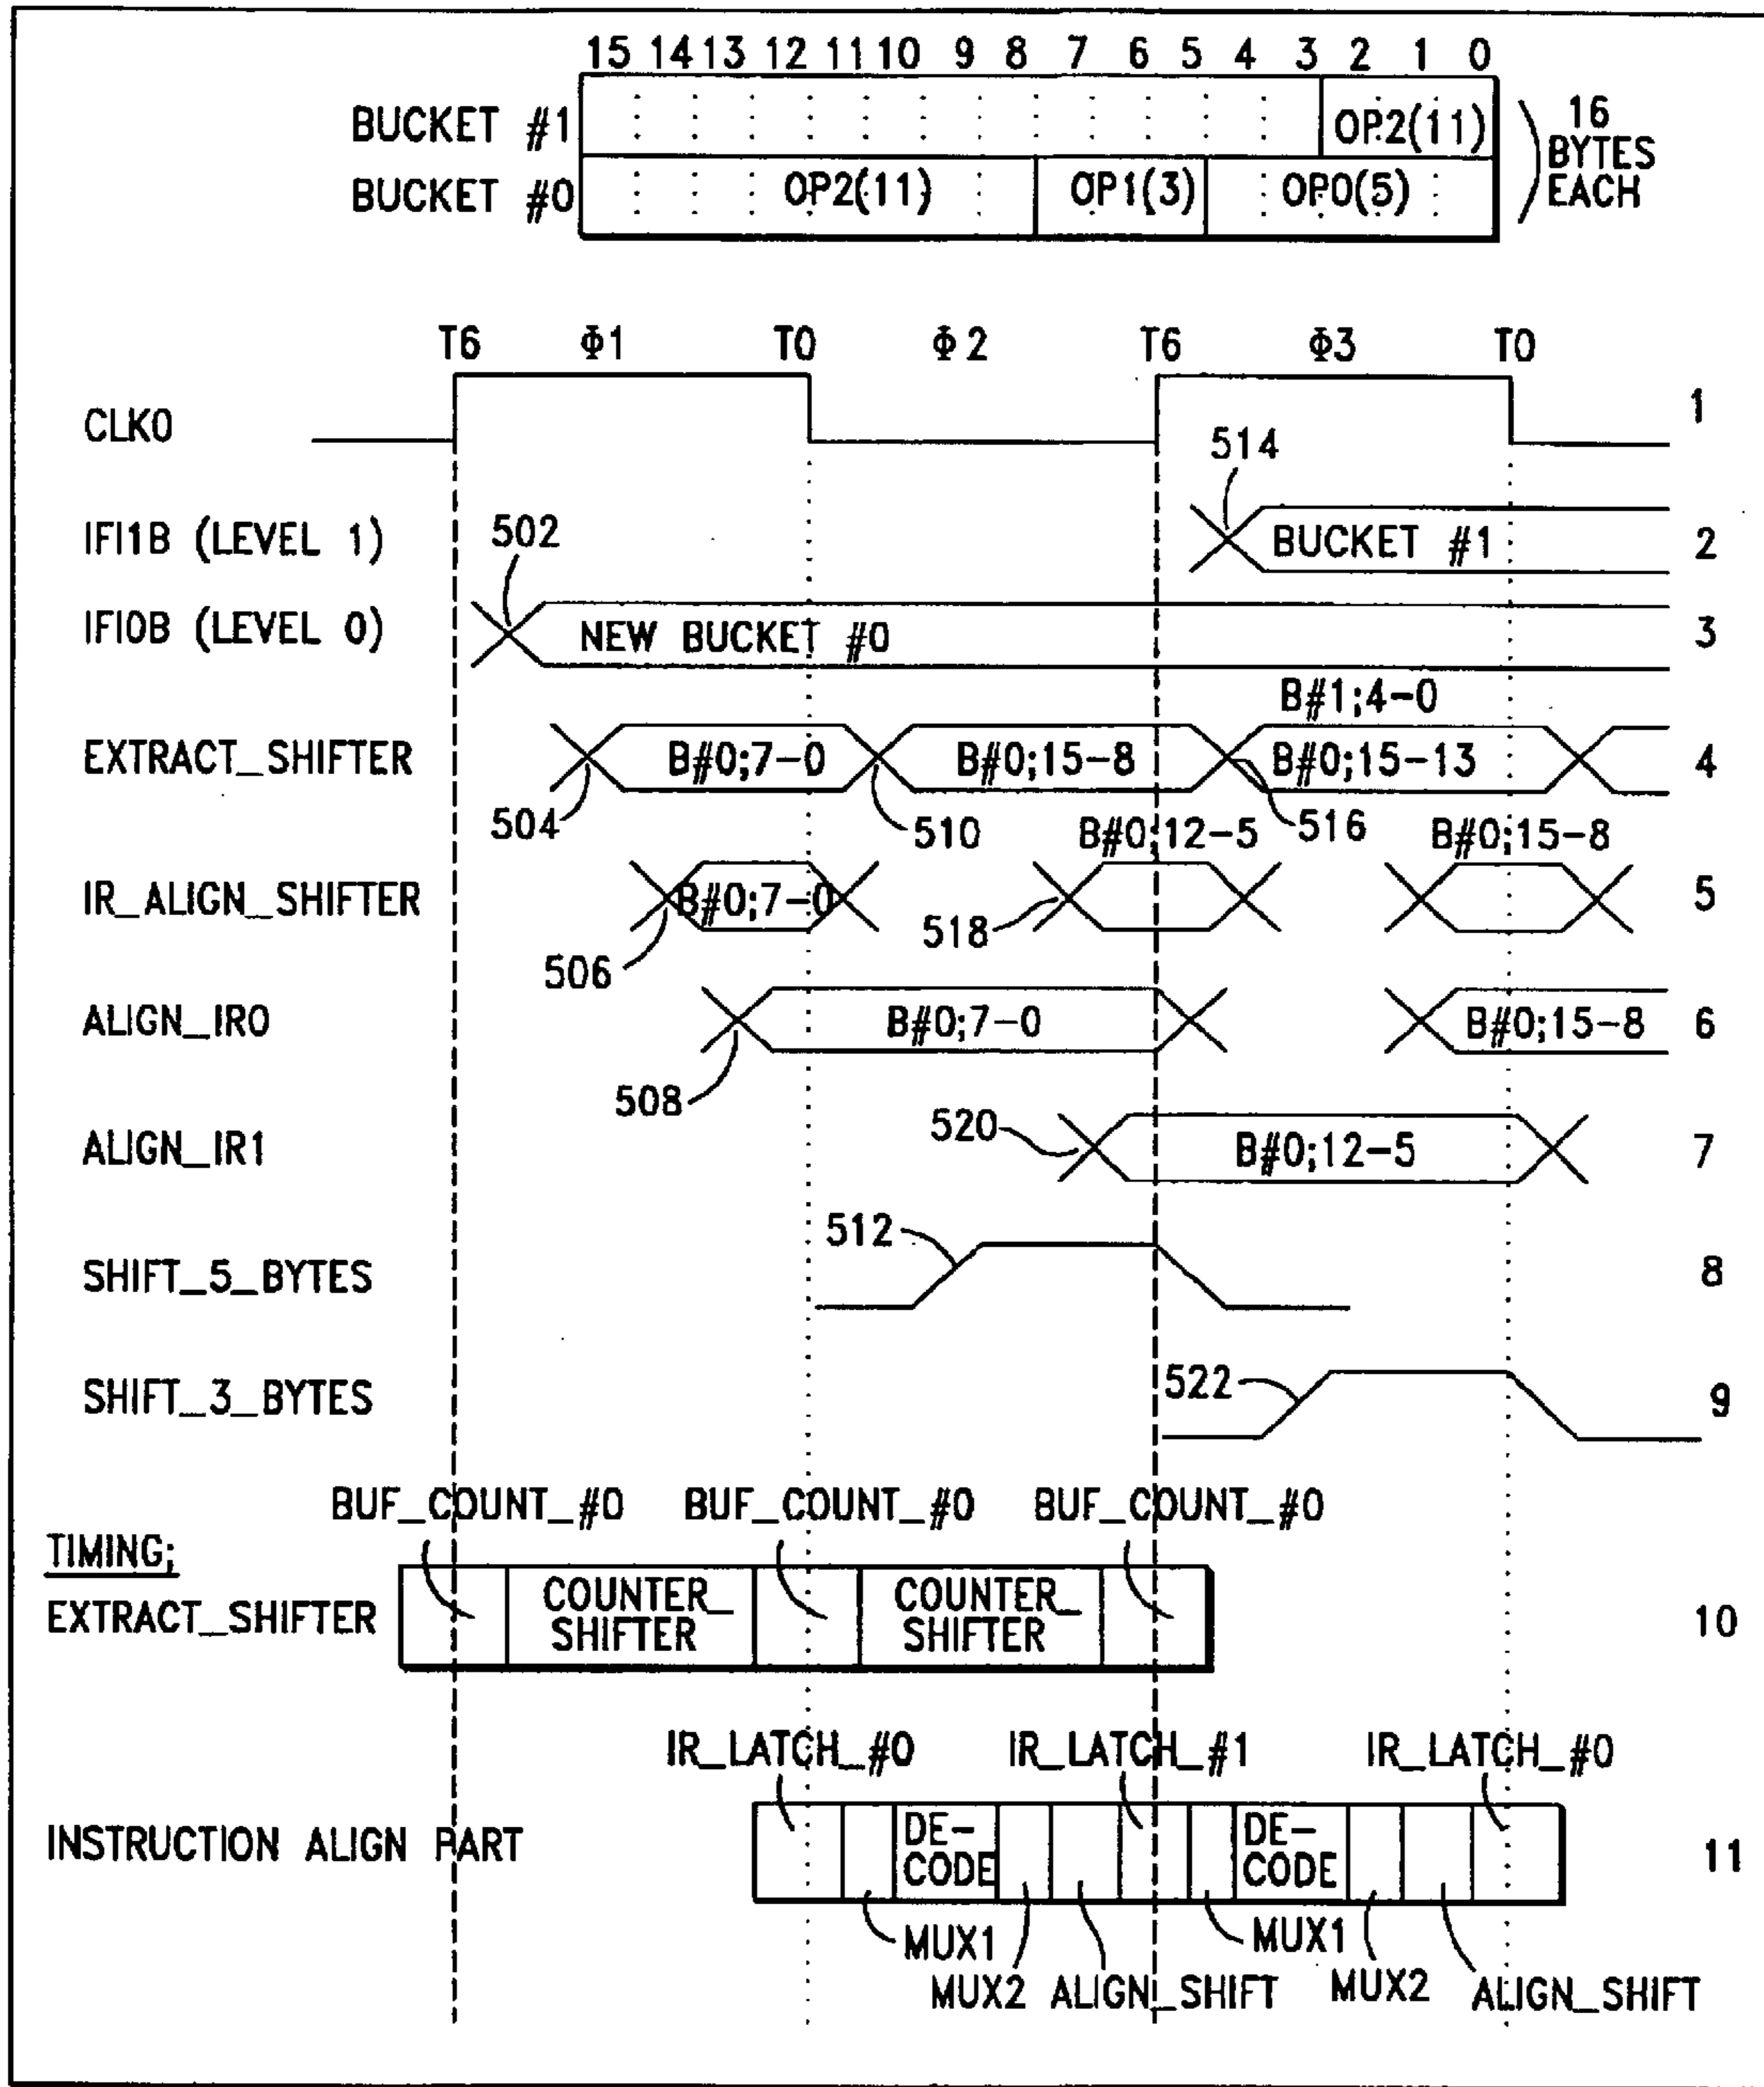 15 14 13 12 11 10 9 8 7 6 5 4 3 2 1 0
BUCKET #1 OP2(11)
BUCKET #0 OP2(11) OP1(3) OP0(5)
16
BYTES
EACH
T6 Φ1 T0 Φ2 T6 Φ3 T0
CLK0 1
514
IFI1B (LEVEL 1) 502 BUCKET #1 2
IFI0B (LEVEL 0) NEW BUCKET #0 3
B#1;4-0
EXTRACT_SHIFTER B#0;7-0 B#0;15-8 B#0;15-13 4
504 510 B#0;12-5 516 B#0;15-8
IR_ALIGN_SHIFTER B#0;7-0 5
506 518
ALIGN_IR0 B#0;7-0 B#0;15-8 6
508
ALIGN_IR1 520 B#0;12-5 7
512
SHIFT_5_BYTES 8
SHIFT_3_BYTES 522 9
BUF_COUNT_#0 BUF_COUNT_#0 BUF_COUNT_#0
TIMING;
EXTRACT_SHIFTER COUNTER_ COUNTER_ 10
SHIFTER SHIFTER
IR_LATCH_#0 IR_LATCH_#1 IR_LATCH_#0
INSTRUCTION ALIGN PART DE- DE- 11
CODE CODE
MUX1 MUX1
MUX2 ALIGN_SHIFT MUX2 ALIGN_SHIFT